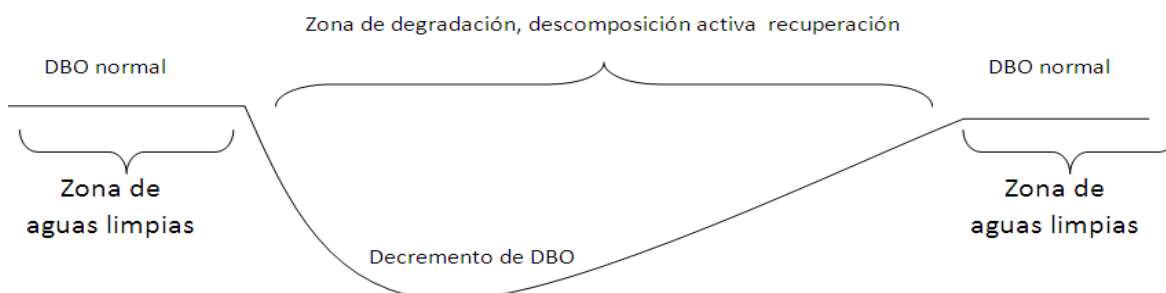 Zona de degradación, descomposición activa recuperación
DBO normal
DBO normal
Zona de
aguas limpias
Zona de
aguas limpias
Decremento de DBO